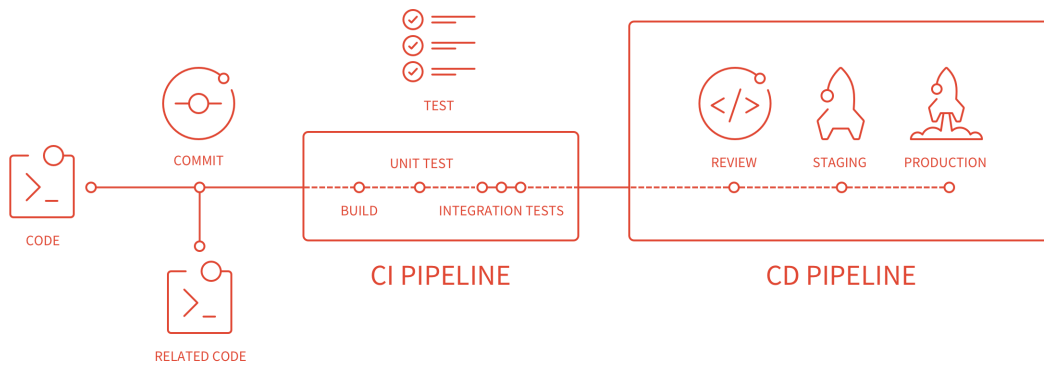 TEST
COMMIT
CODE
RELATED CODE
UNIT TEST
BUILD
INTEGRATION TESTS
CI PIPELINE
REVIEW
STAGING
PRODUCTION
CD PIPELINE